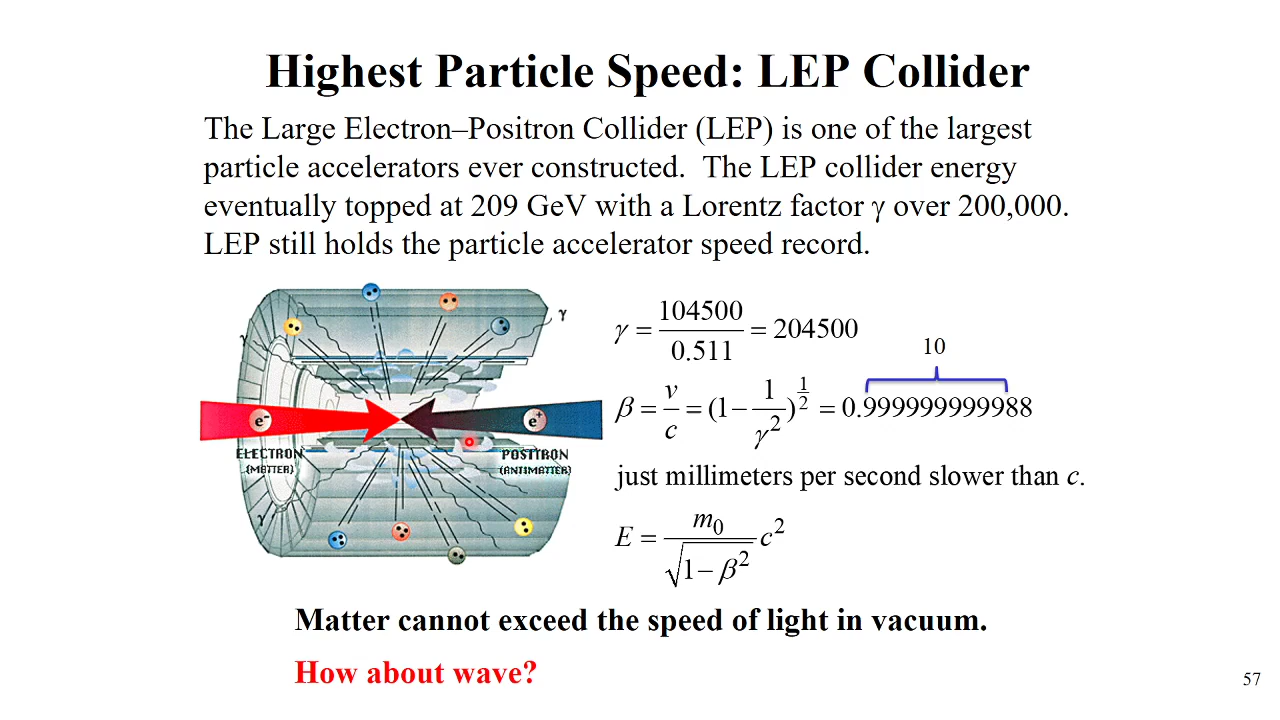 Highest Particle Speed: LEP Collider
The Large Electron–Positron Collider (LEP) is one of the largest
particle accelerators ever constructed.  The LEP collider energy
eventually topped at 209 GeV with a Lorentz factor γ over 200,000.
LEP still holds the particle accelerator speed record.
γ
γ
e⁻
e⁺
ELECTRON
(MATTER)
POSITRON
(ANTIMATTER)
γ
γ = 104500/0.511 = 204500
10
β = v/c = (1 − 1/γ²)^(1/2) = 0.999999999988
just millimeters per second slower than c.
E = m₀/√(1 − β²) c²
Matter cannot exceed the speed of light in vacuum.
How about wave?
57